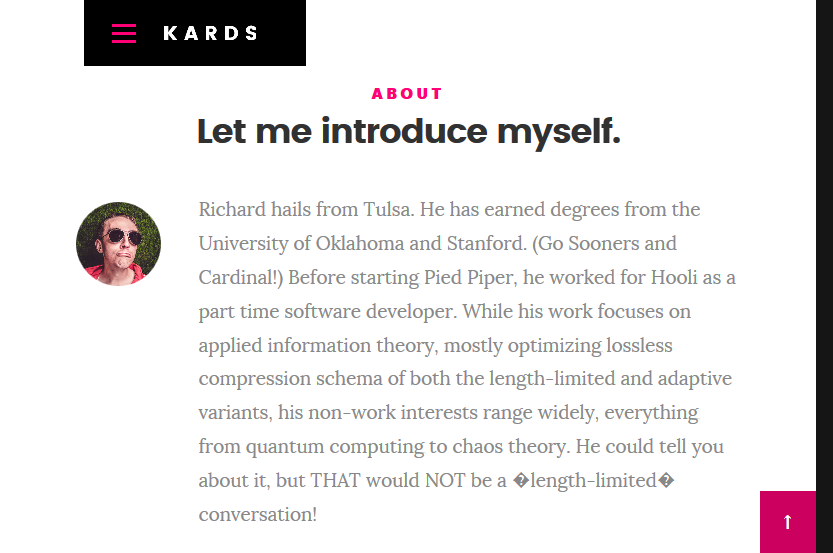 KARDS
ABOUT
Let me introduce myself.
Richard hails from Tulsa. He has earned degrees from the
University of Oklahoma and Stanford. (Go Sooners and
Cardinal!) Before starting Pied Piper, he worked for Hooli as a
part time software developer. While his work focuses on
applied information theory, mostly optimizing lossless
compression schema of both the length-limited and adaptive
variants, his non-work interests range widely, everything
from quantum computing to chaos theory. He could tell you
about it, but THAT would NOT be a �length-limited�
conversation!